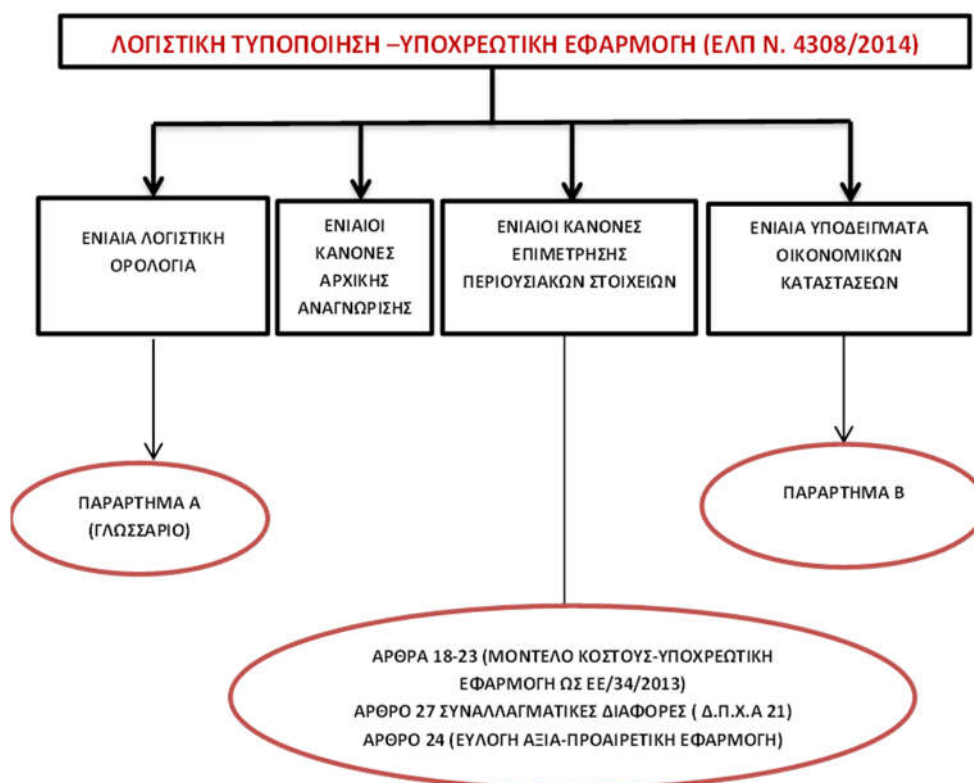 ΛΟΓΙΣΤΙΚΗ ΤΥΠΟΠΟΙΗΣΗ –ΥΠΟΧΡΕΩΤΙΚΗ ΕΦΑΡΜΟΓΗ (ΕΛΠ Ν. 4308/2014)
ΕΝΙΑΙΑ ΛΟΓΙΣΤΙΚΗ
ΟΡΟΛΟΓΙΑ
ΕΝΙΑΙΟΙ
ΚΑΝΟΝΕΣ
ΑΡΧΙΚΗΣ
ΑΝΑΓΝΩΡΙΣΗΣ
ΕΝΙΑΙΟΙ ΚΑΝΟΝΕΣ
ΕΠΙΜΕΤΡΗΣΗΣ
ΠΕΡΙΟΥΣΙΑΚΩΝ ΣΤΟΙΧΕΙΩΝ
ΕΝΙΑΙΑ ΥΠΟΔΕΙΓΜΑΤΑ
ΟΙΚΟΝΟΜΙΚΩΝ
ΚΑΤΑΣΤΑΣΕΩΝ
ΠΑΡΑΡΤΗΜΑ Α
(ΓΛΩΣΣΑΡΙΟ)
ΠΑΡΑΡΤΗΜΑ Β
ΑΡΘΡΑ 18-23 (ΜΟΝΤΕΛΟ ΚΟΣΤΟΥΣ-ΥΠΟΧΡΕΩΤΙΚΗ
ΕΦΑΡΜΟΓΗ ΩΣ ΕΕ/34/2013)
ΑΡΘΡΟ 27 ΣΥΝΑΛΛΑΓΜΑΤΙΚΕΣ ΔΙΑΦΟΡΕΣ ( Δ.Π.Χ.Α 21)
ΑΡΘΡΟ 24 (ΕΥΛΟΓΗ ΑΞΙΑ-ΠΡΟΑΙΡΕΤΙΚΗ ΕΦΑΡΜΟΓΗ)